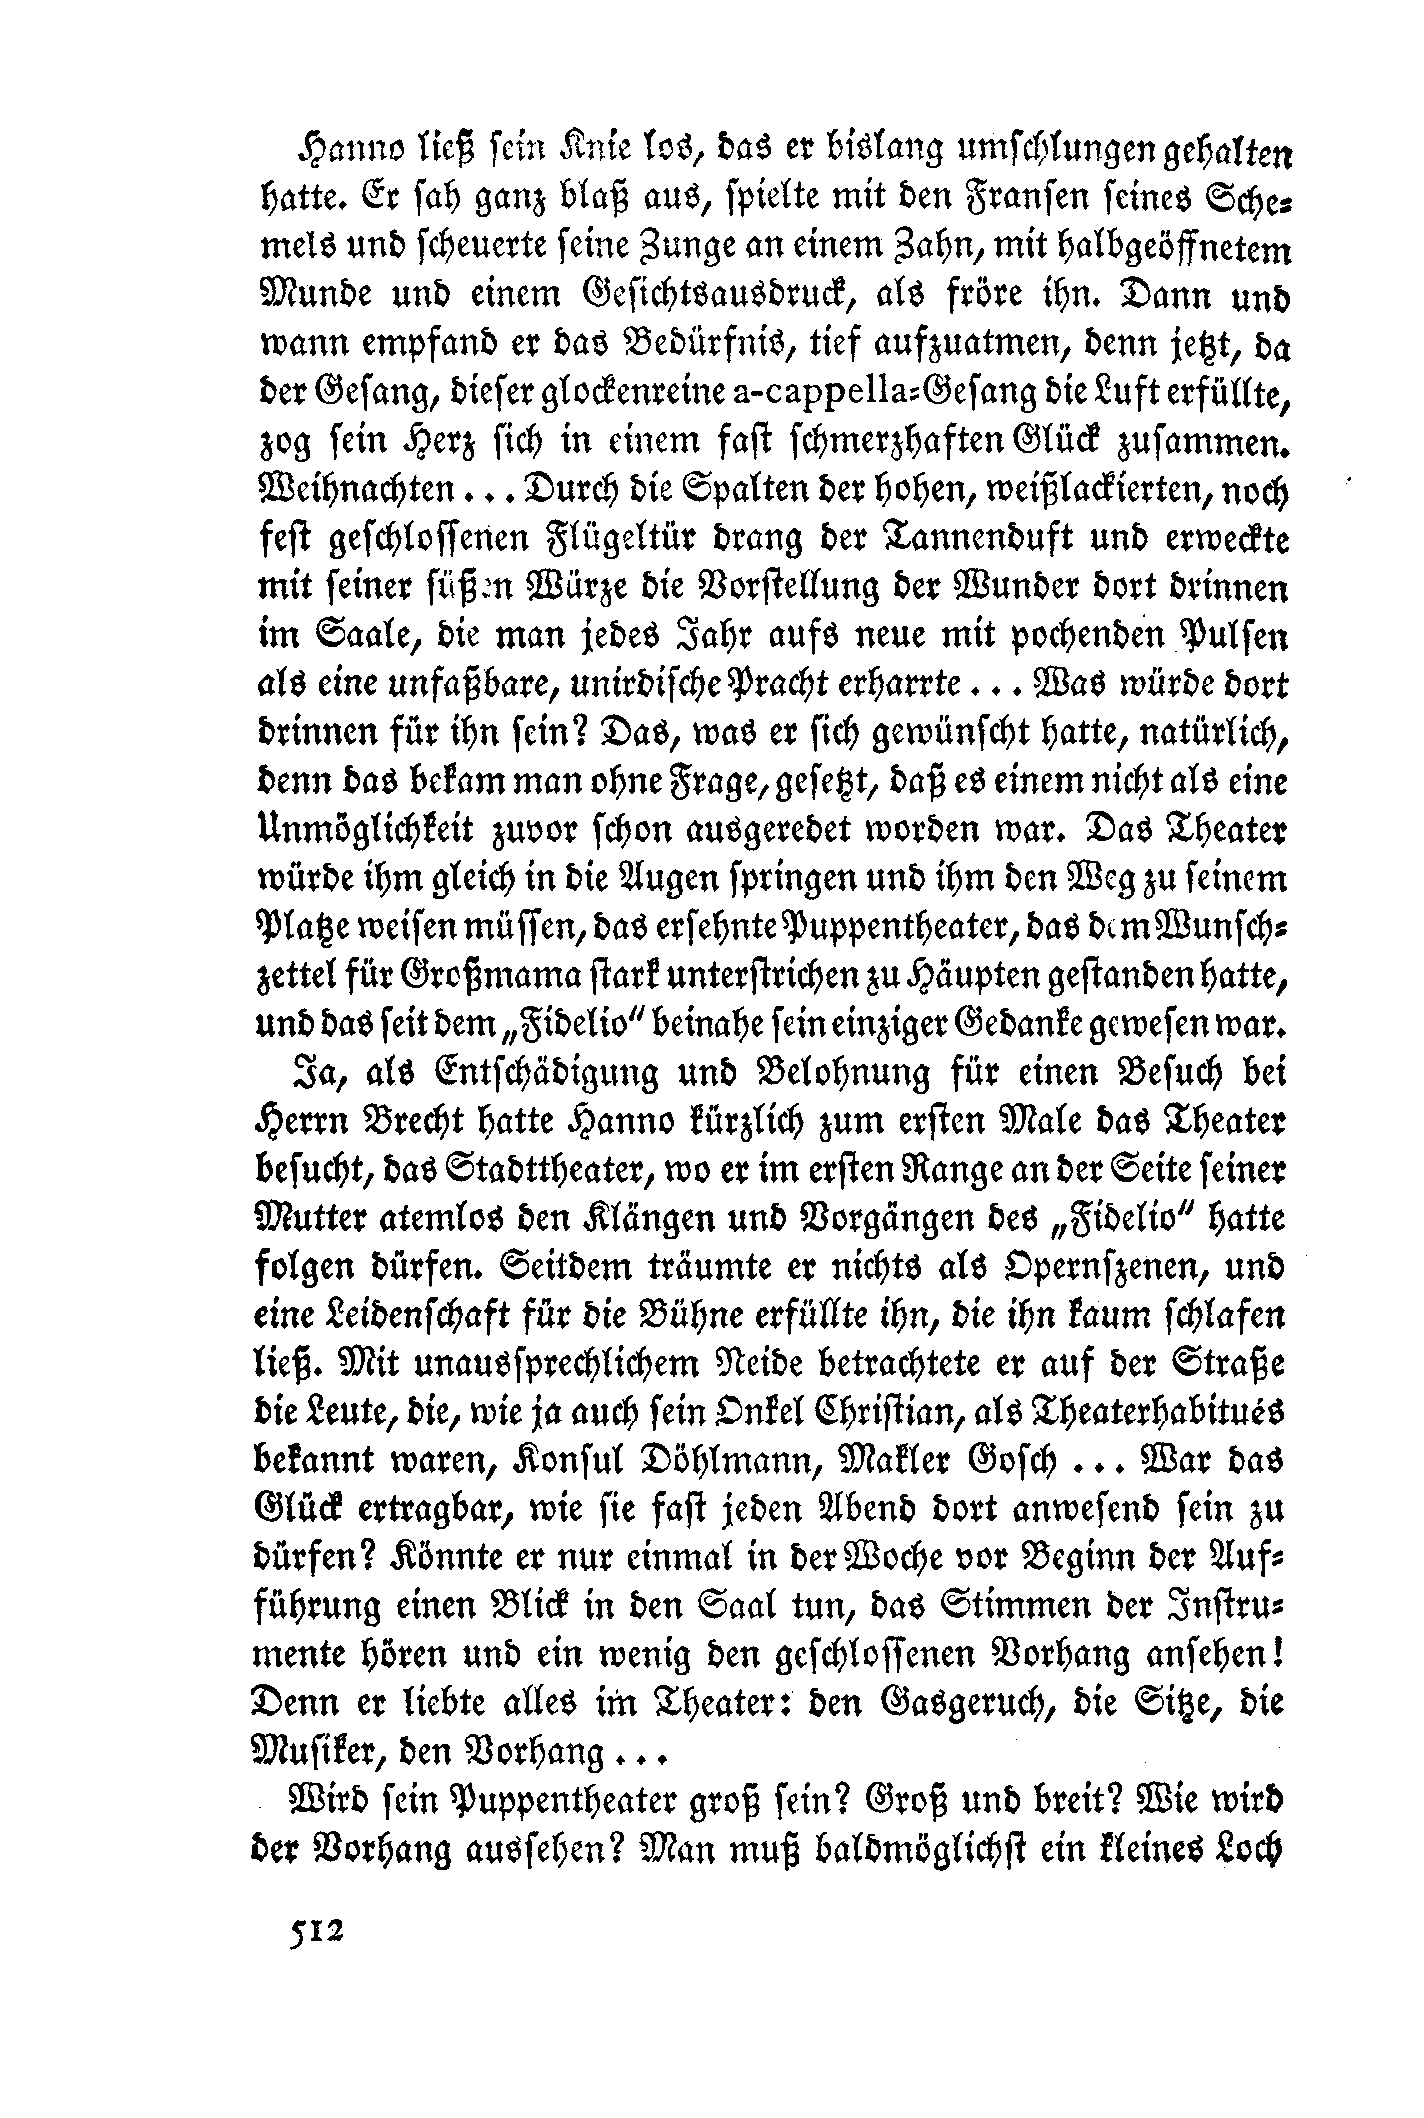 Hanno ließ sein Knie los, das er bislang umschlungen gehalten
hatte. Er sah ganz blaß aus, spielte mit den Fransen seines Sche-
mels und scheuerte seine Zunge an einem Zahn, mit halbgeöffnetem
Munde und einem Gesichtsausdruck, als fröre ihn. Dann und
wann empfand er das Bedürfnis, tief aufzuatmen, denn jetzt, da
der Gesang, dieser glockenreine a-cappella-Gesang die Luft erfüllte,
zog sein Herz sich in einem fast schmerzhaften Glück zusammen.
Weihnachten... Durch die Spalten der hohen, weißlackierten, noch
fest geschlossenen Flügeltür drang der Tannenduft und erweckte
mit seiner süßen Würze die Vorstellung der Wunder dort drinnen
im Saale, die man jedes Jahr aufs neue mit pochenden Pulsen
als eine unfaßbare, unirdische Pracht erharrte... Was würde dort
drinnen für ihn sein? Das, was er sich gewünscht hatte, natürlich,
denn das bekam man ohne Frage, gesetzt, daß es einem nicht als eine
Unmöglichkeit zuvor schon ausgeredet worden war. Das Theater
würde ihm gleich in die Augen springen und ihm den Weg zu seinem
Platze weisen müssen, das ersehnte Puppentheater, das dem Wunsch-
zettel für Großmama stark unterstrichen zu Häupten gestanden hatte,
und das seit dem „Fidelio“ beinahe sein einziger Gedanke gewesen war.
Ja, als Entschädigung und Belohnung für einen Besuch bei
Herrn Brecht hatte Hanno kürzlich zum ersten Male das Theater
besucht, das Stadttheater, wo er im ersten Range an der Seite seiner
Mutter atemlos den Klängen und Vorgängen des „Fidelio“ hatte
folgen dürfen. Seitdem träumte er nichts als Opernszenen, und
eine Leidenschaft für die Bühne erfüllte ihn, die ihn kaum schlafen
ließ. Mit unaussprechlichem Neide betrachtete er auf der Straße
die Leute, die, wie ja auch sein Onkel Christian, als Theaterhabitués
bekannt waren, Konsul Döhlmann, Makler Gosch... War das
Glück ertragbar, wie sie fast jeden Abend dort anwesend sein zu
dürfen? Könnte er nur einmal in der Woche vor Beginn der Auf-
führung einen Blick in den Saal tun, das Stimmen der Instru-
mente hören und ein wenig den geschlossenen Vorhang ansehen!
Denn er liebte alles im Theater: den Gasgeruch, die Sitze, die
Musiker, den Vorhang...
Wird sein Puppentheater groß sein? Groß und breit? Wie wird
der Vorhang aussehen? Man muß baldmöglichst ein kleines Loch
512